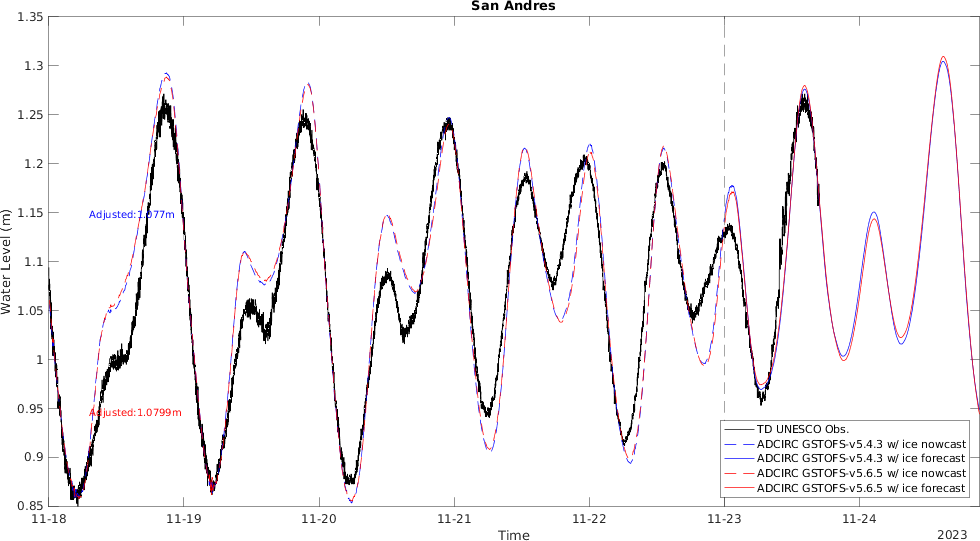 San Andres
1.35
1.3
1.25
1.2
1.15
1.1
1.05
1
0.95
0.9
0.85
Water Level (m)
Adjusted:1.077m
Adjusted:1.0799m
TD UNESCO Obs.
ADCIRC GSTOFS-v5.4.3 w/ ice nowcast
ADCIRC GSTOFS-v5.4.3 w/ ice forecast
ADCIRC GSTOFS-v5.6.5 w/ ice nowcast
ADCIRC GSTOFS-v5.6.5 w/ ice forecast
11-18 11-19 11-20 11-21 11-22 11-23 11-24
Time
2023